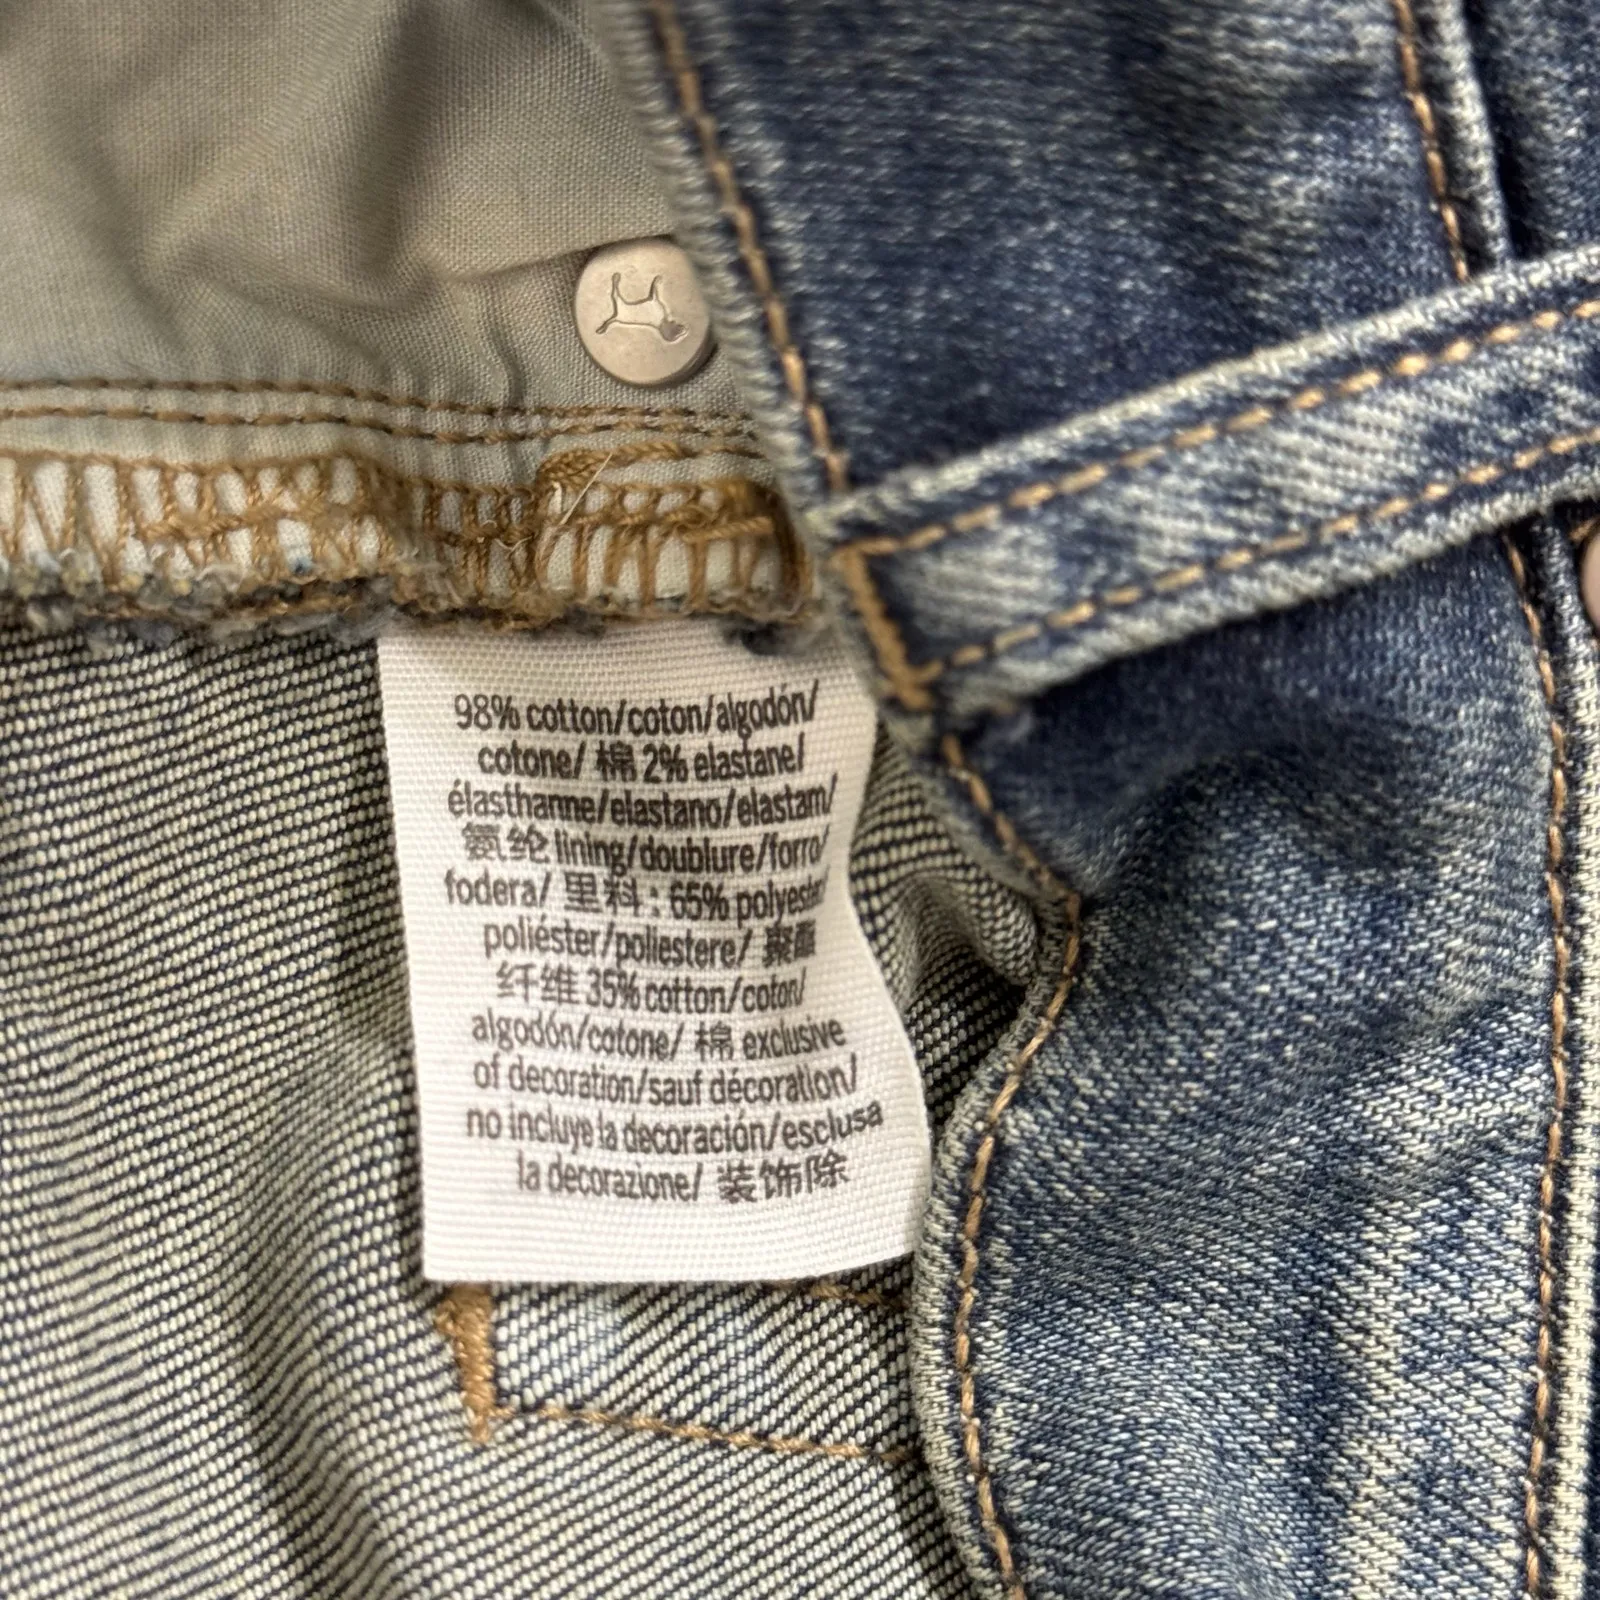 98% cotton/coton/algodón/
cotone/ 棉 2% elastane/
élasthanne/elastano/elastam/
氨纶 lining/doublure/forro/
fodera/ 里料: 65% polyester
poliéster/poliestere/ 聚酯
纤维 35% cotton/coton/
algodón/cotone/ 棉 exclusive
of decoration/sauf décoration/
no incluye la decoración/esclusa
la decorazione/ 装饰除